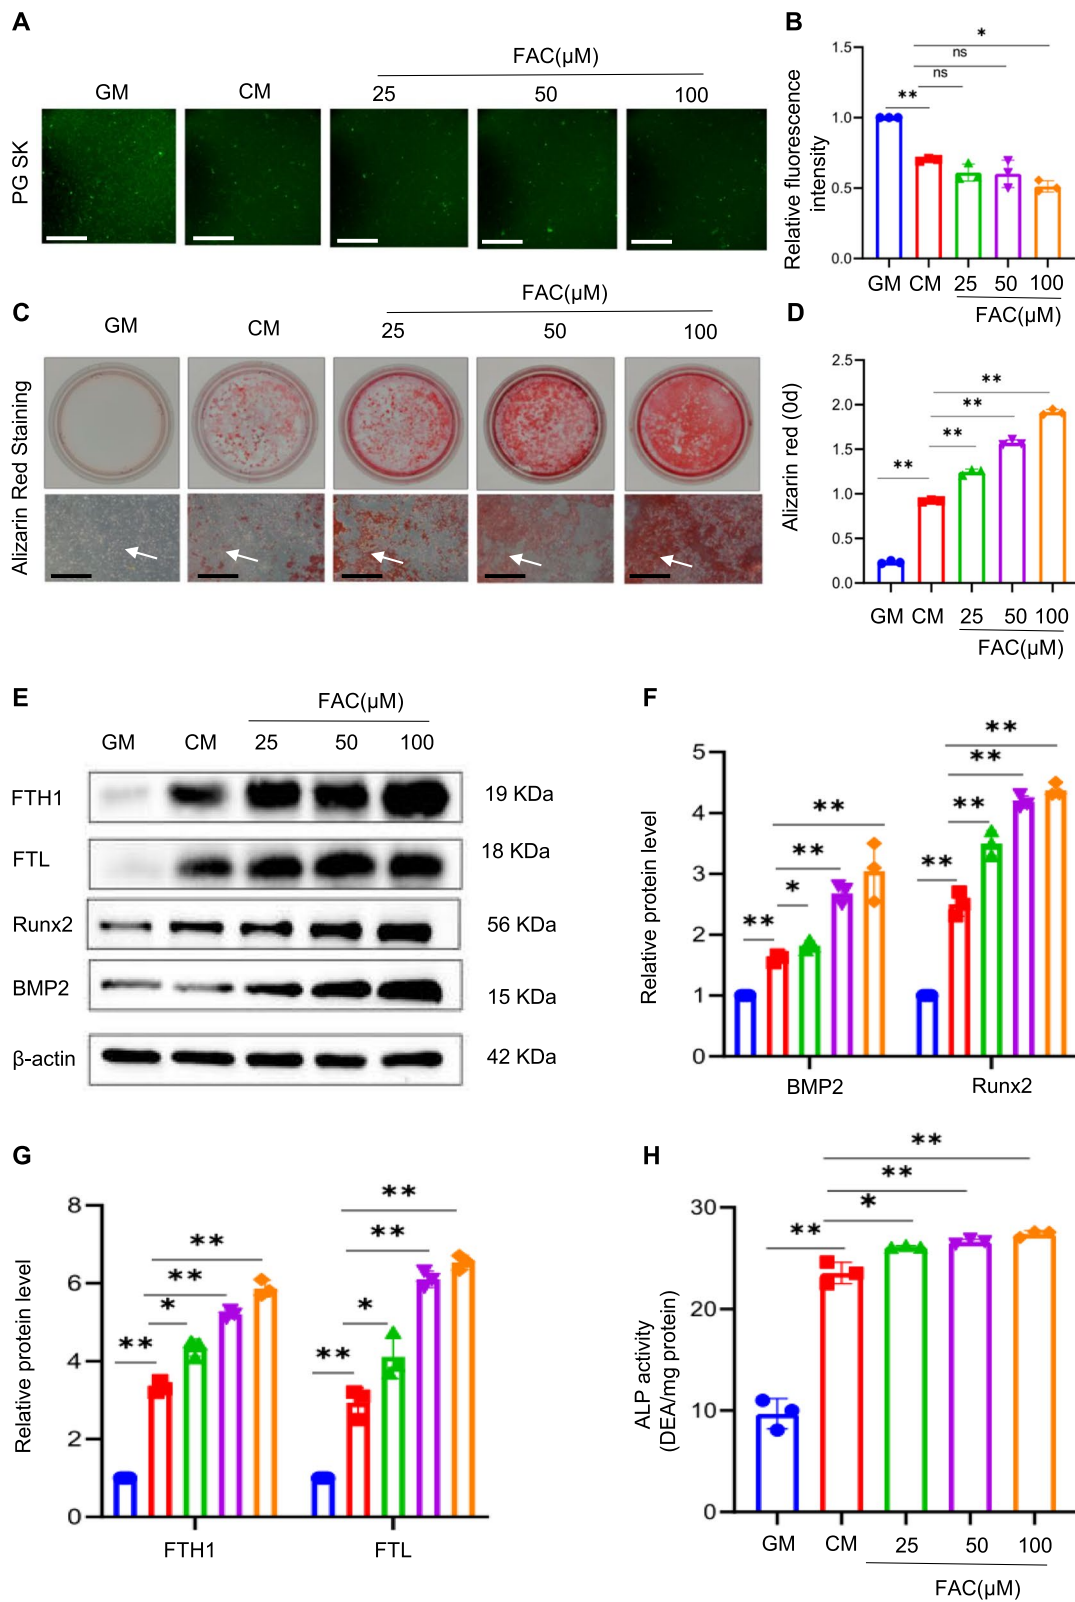 A
FAC(μM)
GM CM 25 50 100
PG SK
B
Relative fluorescence
intensity
1.5
1.0
0.5
0.0
**
ns
ns
*
GM CM 25 50 100
FAC(μM)
C
FAC(μM)
GM CM 25 50 100
Alizarin Red Staining
D
Alizarin red (0d)
2.5
2.0
1.5
1.0
0.5
0.0
**
**
**
**
GM CM 25 50 100
FAC(μM)
E
FAC(μM)
GM CM 25 50 100
FTH1 19 KDa
FTL 18 KDa
Runx2 56 KDa
BMP2 15 KDa
β-actin 42 KDa
F
Relative protein level
5
4
3
2
1
0
**
*
**
**
**
**
**
**
BMP2 Runx2
G
Relative protein level
8
6
4
2
0
**
*
**
**
**
*
**
**
FTH1 FTL
H
ALP activity
(DEA/mg protein)
30
20
10
0
**
*
**
**
GM CM 25 50 100
FAC(μM)